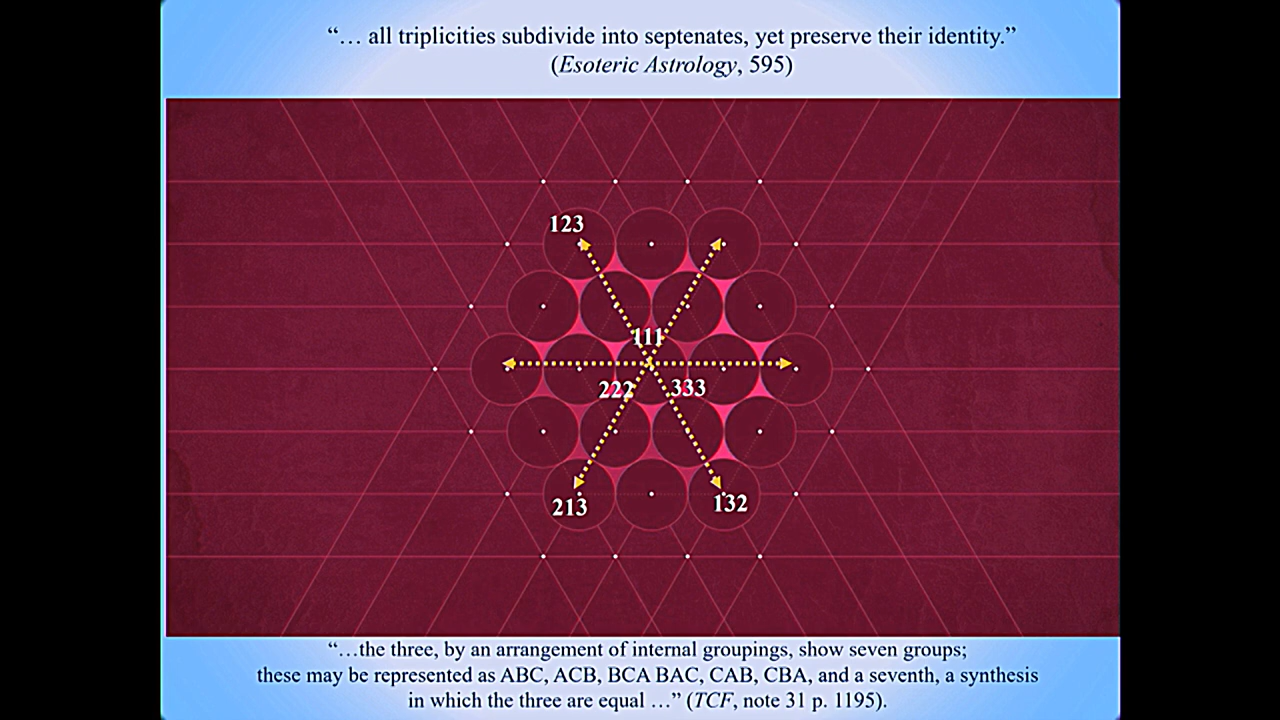 “… all triplicities subdivide into septenates, yet preserve their identity.”
(Esoteric Astrology, 595)
123
111
222 333
213 132
“…the three, by an arrangement of internal groupings, show seven groups;
these may be represented as ABC, ACB, BCA BAC, CAB, CBA, and a seventh, a synthesis
in which the three are equal …” (TCF, note 31 p. 1195).